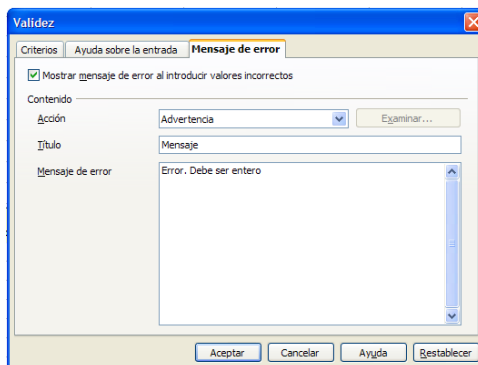 Validez
Criterios Ayuda sobre la entrada Mensaje de error
Mostrar mensaje de error al introducir valores incorrectos
Contenido
Acción Advertencia Examinar...
Título Mensaje
Mensaje de error Error. Debe ser entero
Aceptar Cancelar Ayuda Restablecer